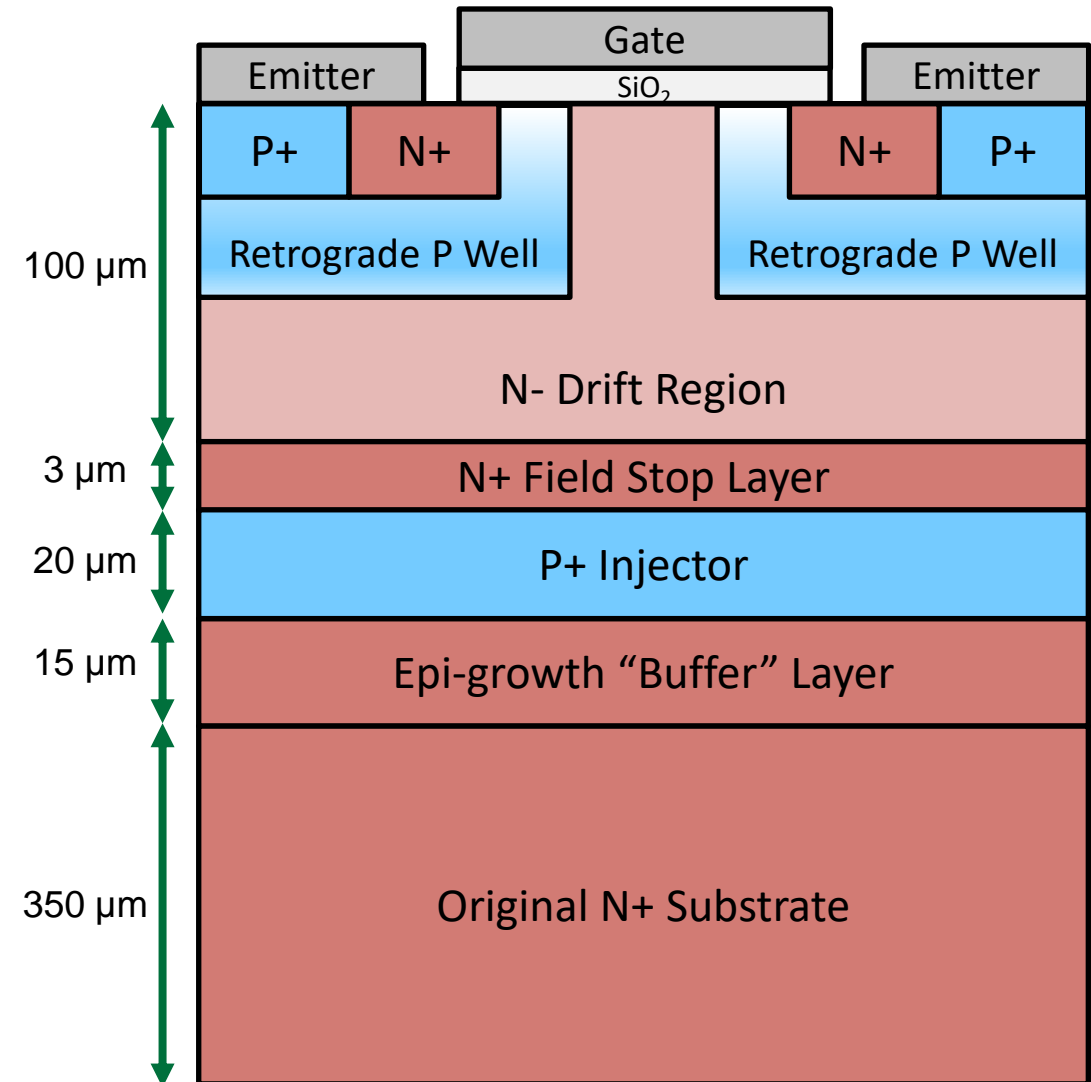 Gate
Emitter
SiO₂
Emitter
P+
N+
N+
P+
Retrograde P Well
Retrograde P Well
100 µm
N- Drift Region
3 µm
N+ Field Stop Layer
20 µm
P+ Injector
15 µm
Epi-growth “Buffer” Layer
350 µm
Original N+ Substrate